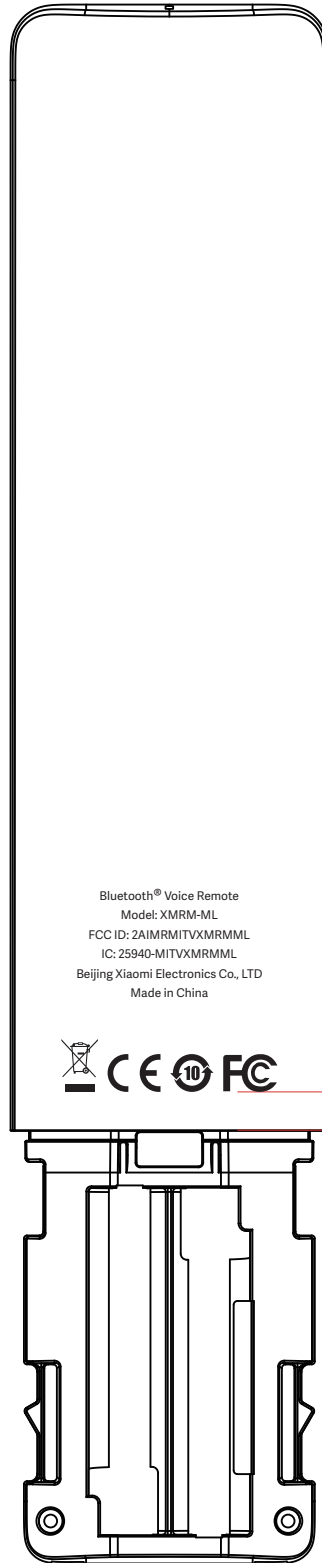 Bluetooth® Voice Remote
Model: XMRM-ML
FCC ID: 2AIMRMITVXMRMML
IC: 25940-MITVXMRMML
Beijing Xiaomi Electronics Co., LTD
Made in China
CE 10 FC